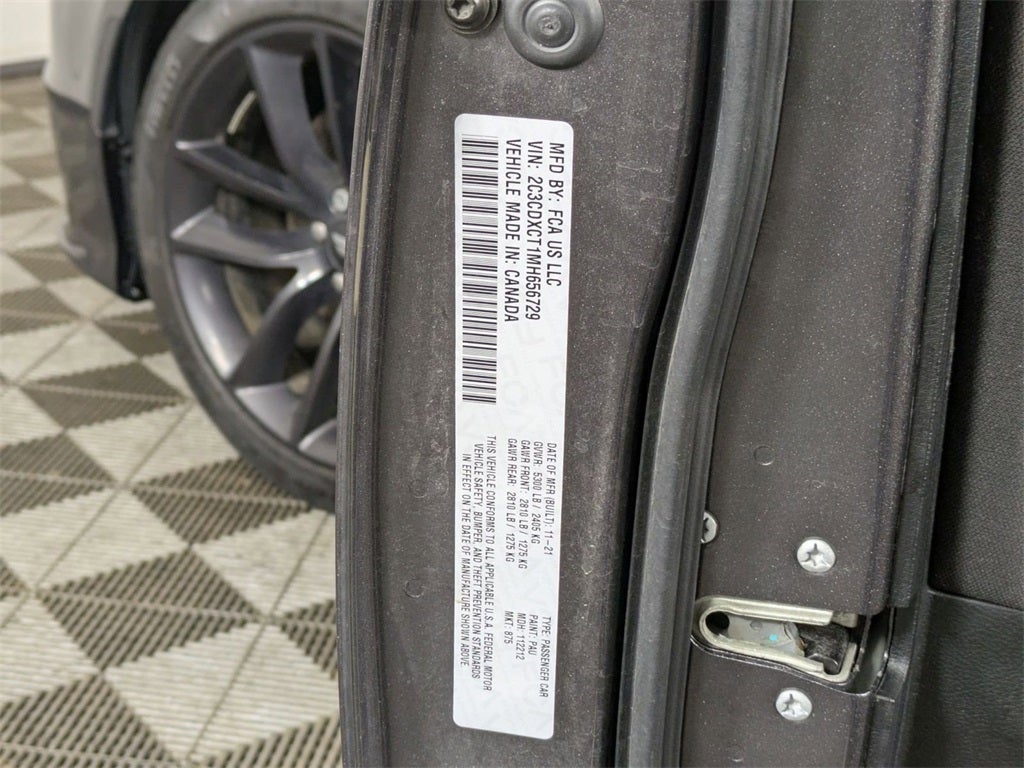 MFD BY: FCA US LLC
VIN: 2C3CDXCT1MH656729
VEHICLE MADE IN: CANADA
DATE OF MFR (BUILT): 11-21
GVWR: 5300 LB / 2405 KG
GAWR FRONT: 2810 LB / 1275 KG
GAWR REAR: 2810 LB / 1275 KG
TYPE: PASSENGER CAR
PAINT: PAU
MDH: 112212
MKT: 875
THIS VEHICLE CONFORMS TO ALL APPLICABLE U.S.A. FEDERAL MOTOR
VEHICLE SAFETY, BUMPER, AND THEFT PREVENTION STANDARDS
IN EFFECT ON THE DATE OF MANUFACTURE SHOWN ABOVE.